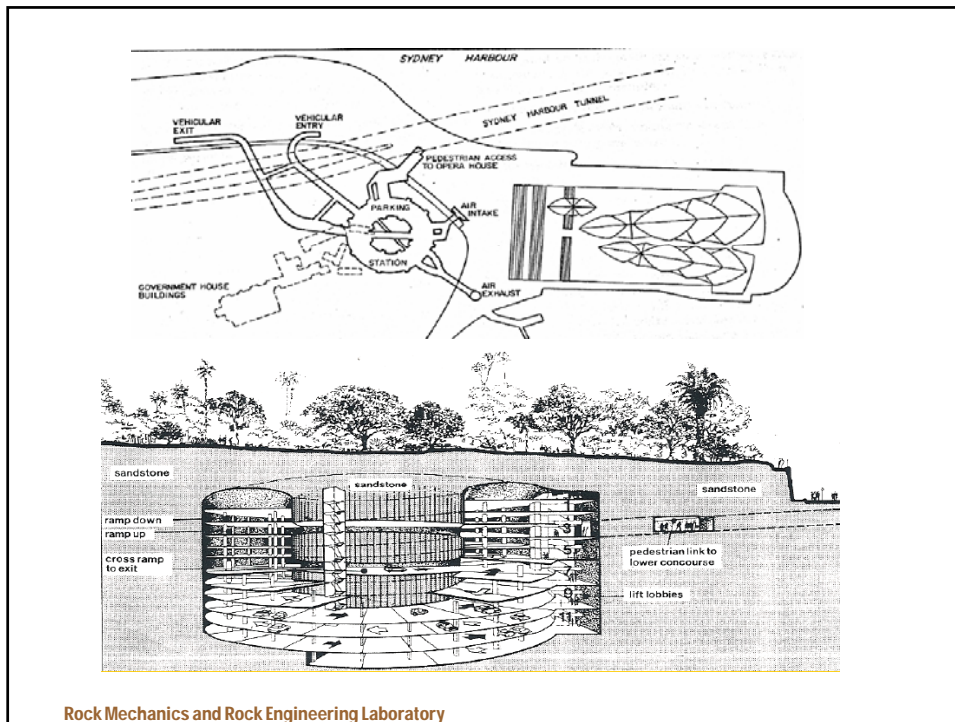 SYDNEY HARBOUR
SYDNEY HARBOUR TUNNEL
VEHICULAR
EXIT
VEHICULAR
ENTRY
PEDESTRIAN ACCESS
TO OPERA HOUSE
PARKING
AIR
INTAKE
STATION
GOVERNMENT HOUSE
BUILDINGS
AIR
EXHAUST
sandstone
sandstone
sandstone
ramp down
ramp up
cross ramp
to exit
3
5
7
9
11
pedestrian link to
lower concourse
lift lobbies
Rock Mechanics and Rock Engineering Laboratory